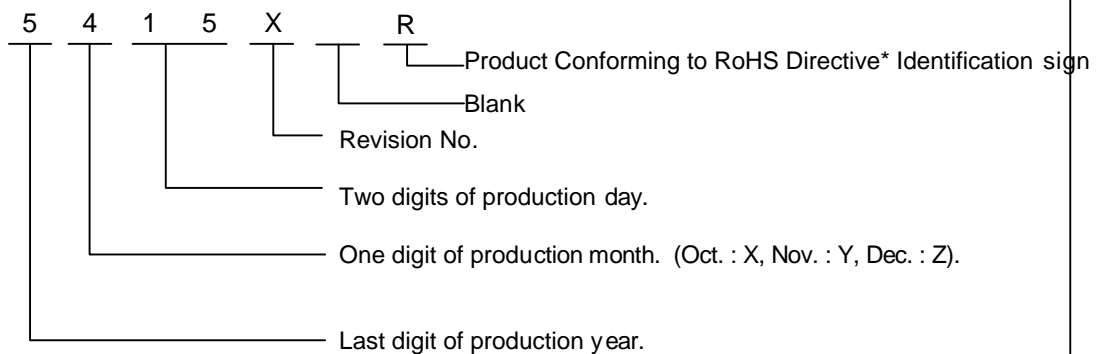 5 4 1 5 X R
Product Conforming to RoHS Directive* Identification sign
Blank
Revision No.
Two digits of production day.
One digit of production month. (Oct. : X, Nov. : Y, Dec. : Z).
Last digit of production year.